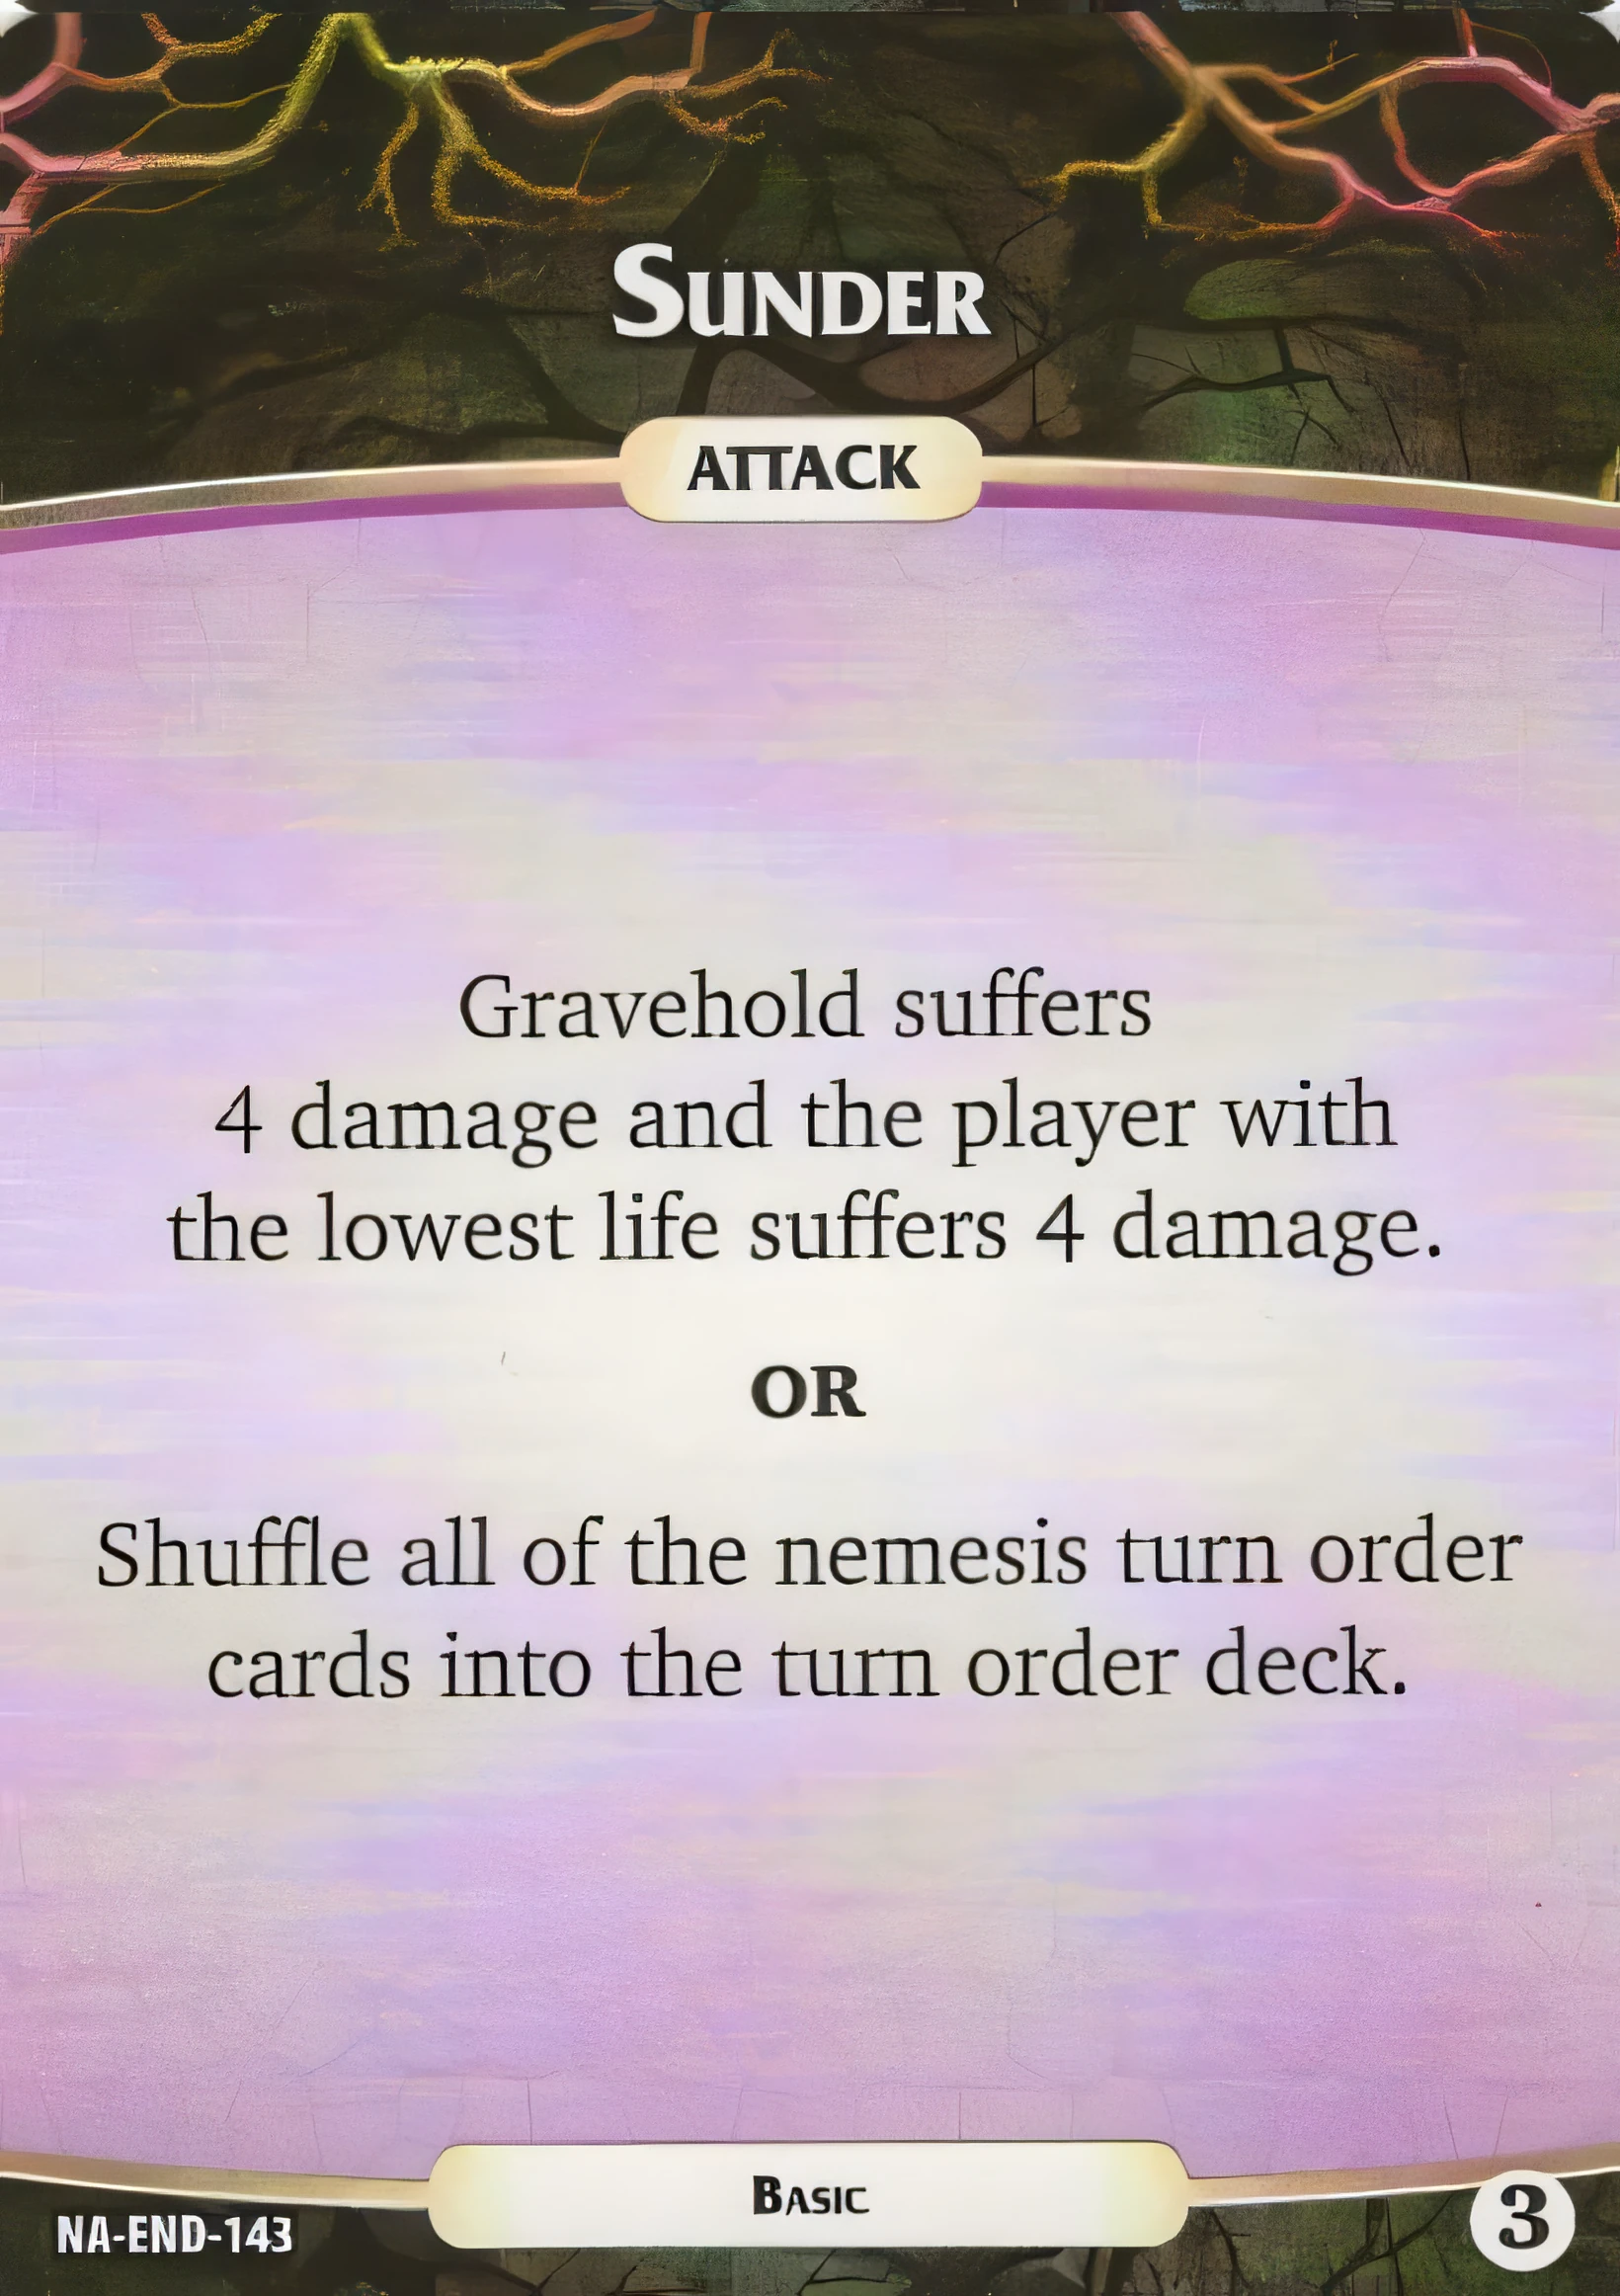 Sunder
ATTACK
Gravehold suffers
4 damage and the player with
the lowest life suffers 4 damage.
OR
Shuffle all of the nemesis turn order
cards into the turn order deck.
Basic
NA-END-143
3